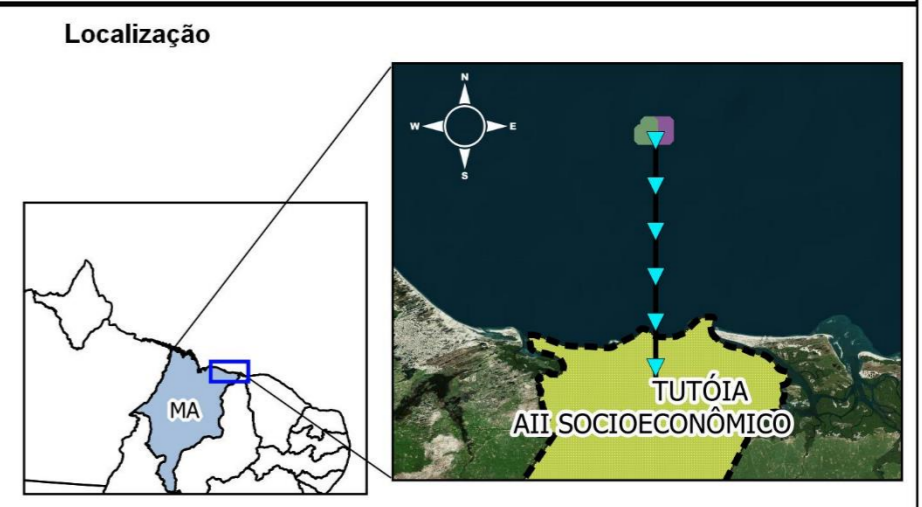 Localização
N
W E
S
MA
TUTÓIA
AII SOCIOECONÔMICO